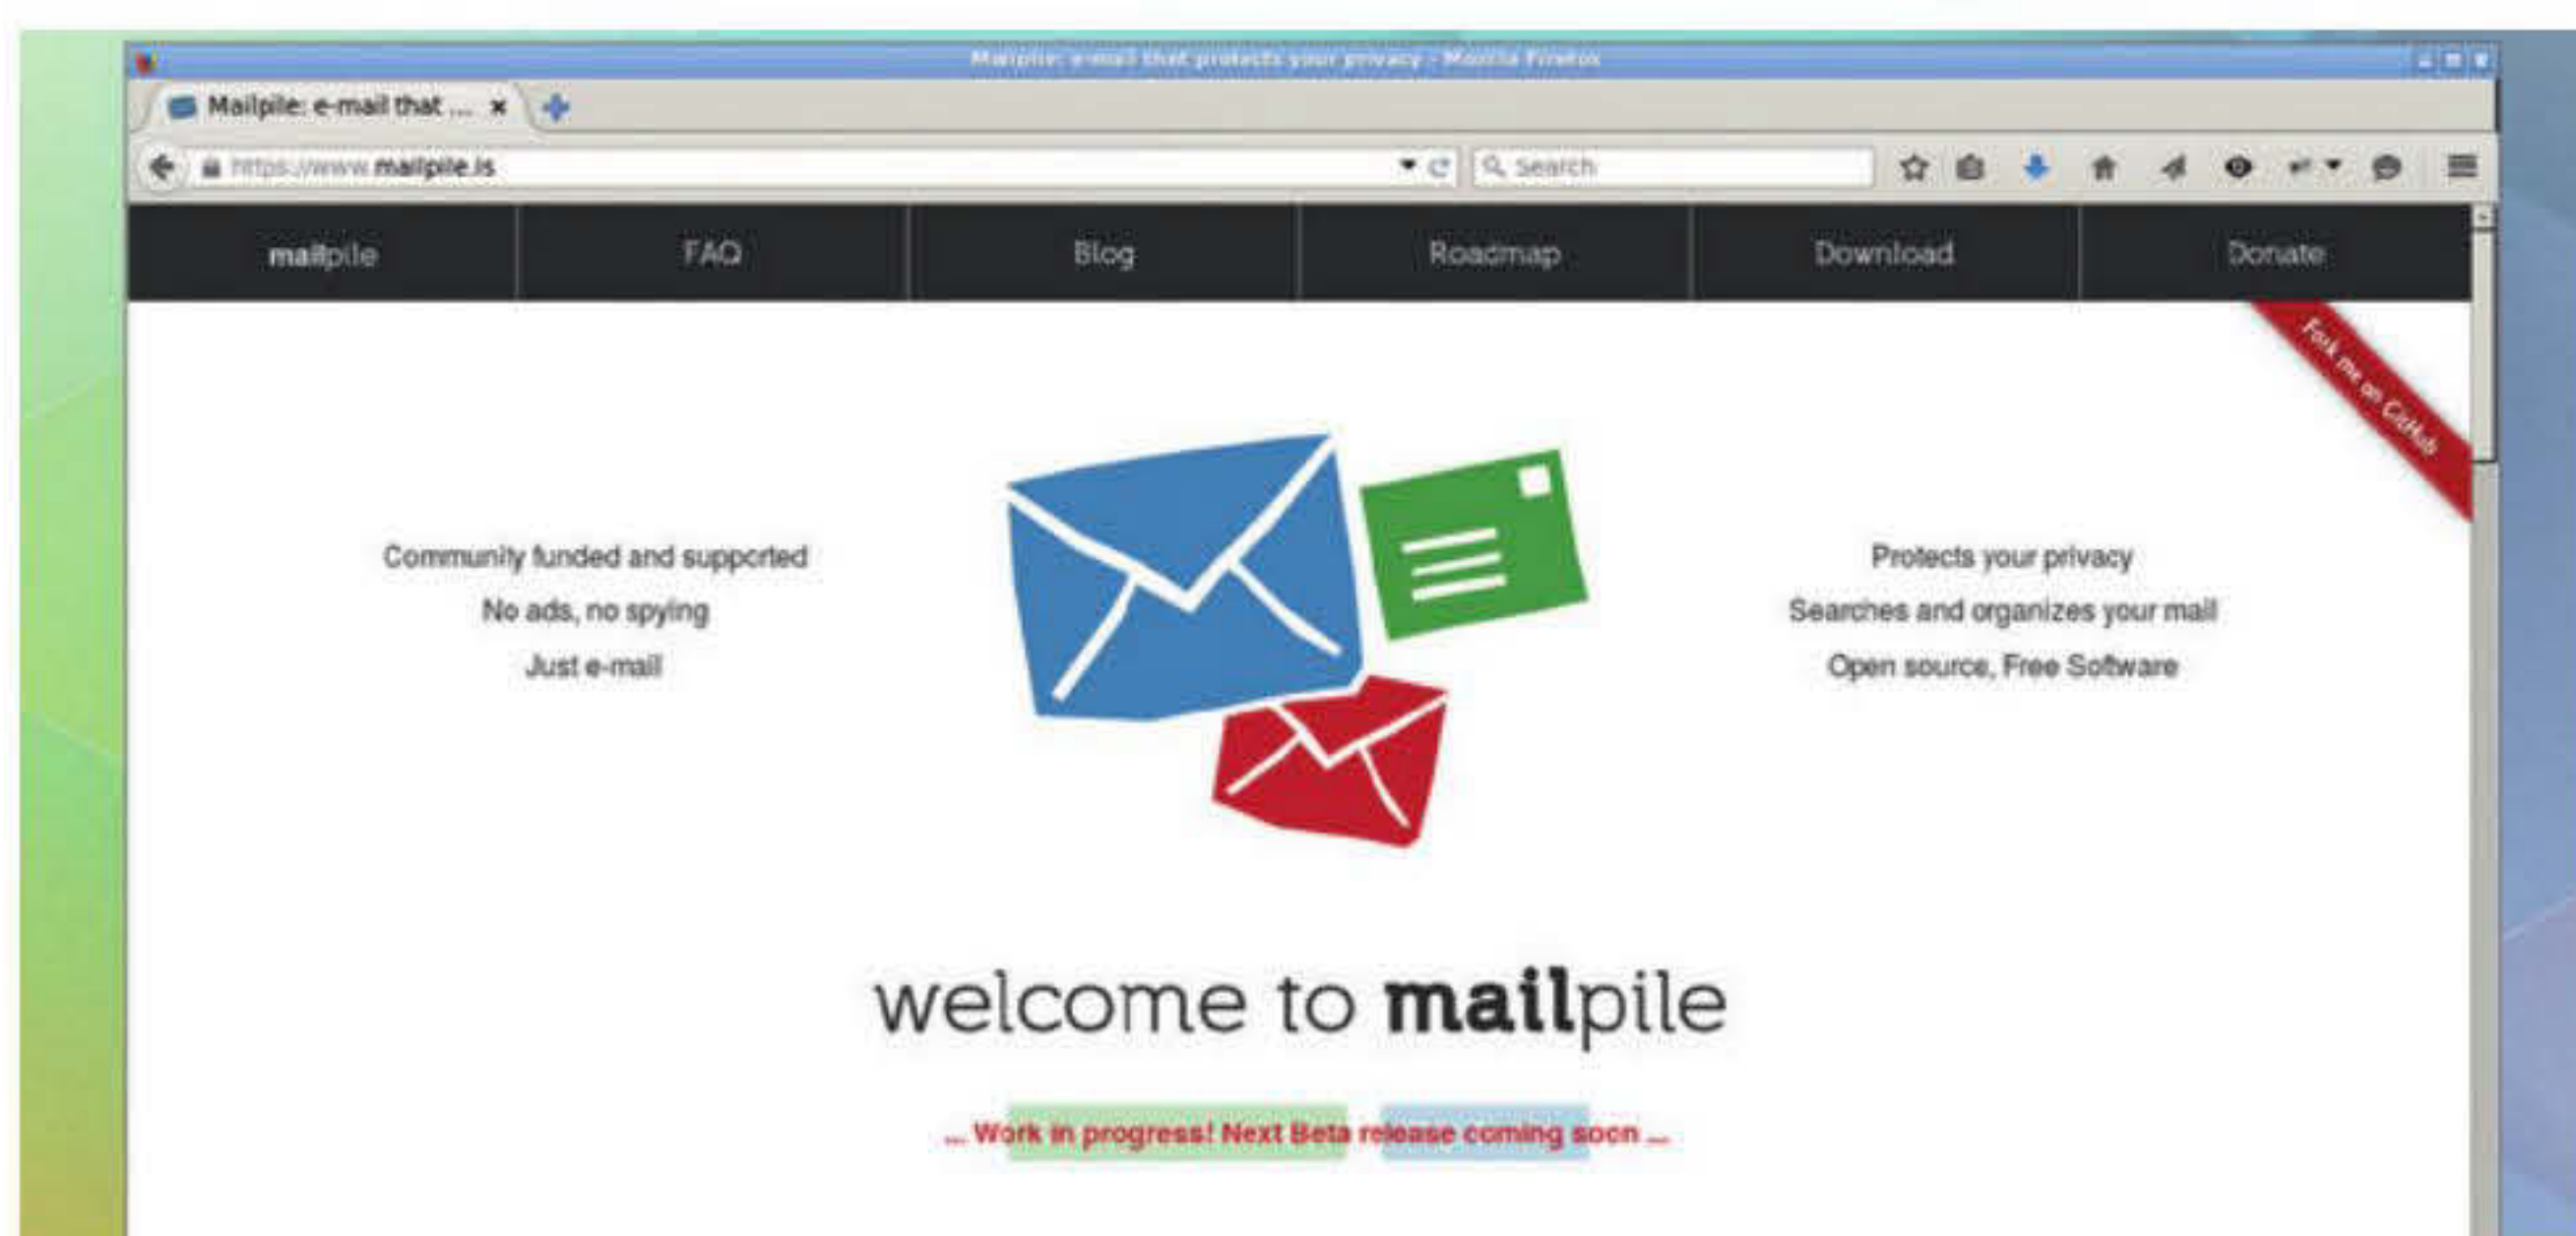 Mailpile: e-mail that protects your privacy - Mozilla Firefox
Mailpile: e-mail that ...
https://www.mailpile.is
Search
mailpile
FAQ
Blog
Roadmap
Download
Donate
Fork me on GitHub
Community funded and supported
No ads, no spying
Just e-mail
Protects your privacy
Searches and organizes your mail
Open source, Free Software
welcome to mailpile
... Work in progress! Next Beta release coming soon ...